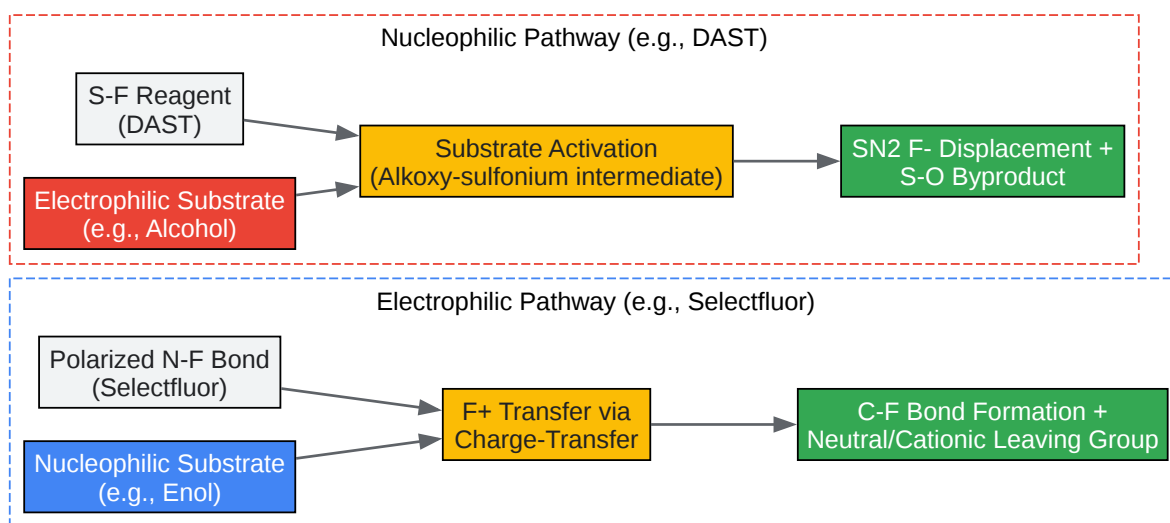 Nucleophilic Pathway (e.g., DAST)
S-F Reagent
(DAST)
Electrophilic Substrate
(e.g., Alcohol)
Substrate Activation
(Alkoxy-sulfonium intermediate)
SN2 F- Displacement +
S-O Byproduct
Electrophilic Pathway (e.g., Selectfluor)
Polarized N-F Bond
(Selectfluor)
Nucleophilic Substrate
(e.g., Enol)
F+ Transfer via
Charge-Transfer
C-F Bond Formation +
Neutral/Cationic Leaving Group